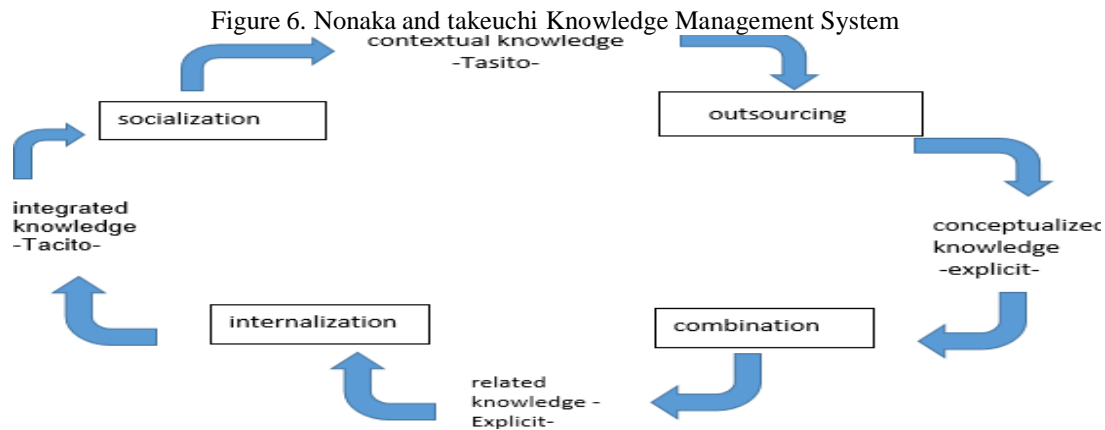 Figure 6. Nonaka and takeuchi Knowledge Management System
contextual knowledge
-Tasito-
socialization
outsourcing
integrated
knowledge
-Tacito-
conceptualized
knowledge
-explicit-
internalization
combination
related
knowledge -
Explicit-